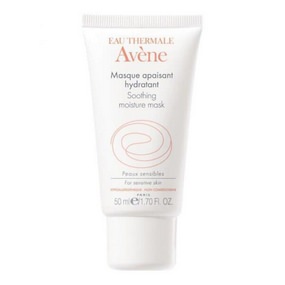 EAU THERMALE
Avène
Masque apaisant
hydratant
Soothing
moisture mask
Peaux sensibles
For sensitive skin
PARIS
50 ml ℮ 1.70 FL. OZ.